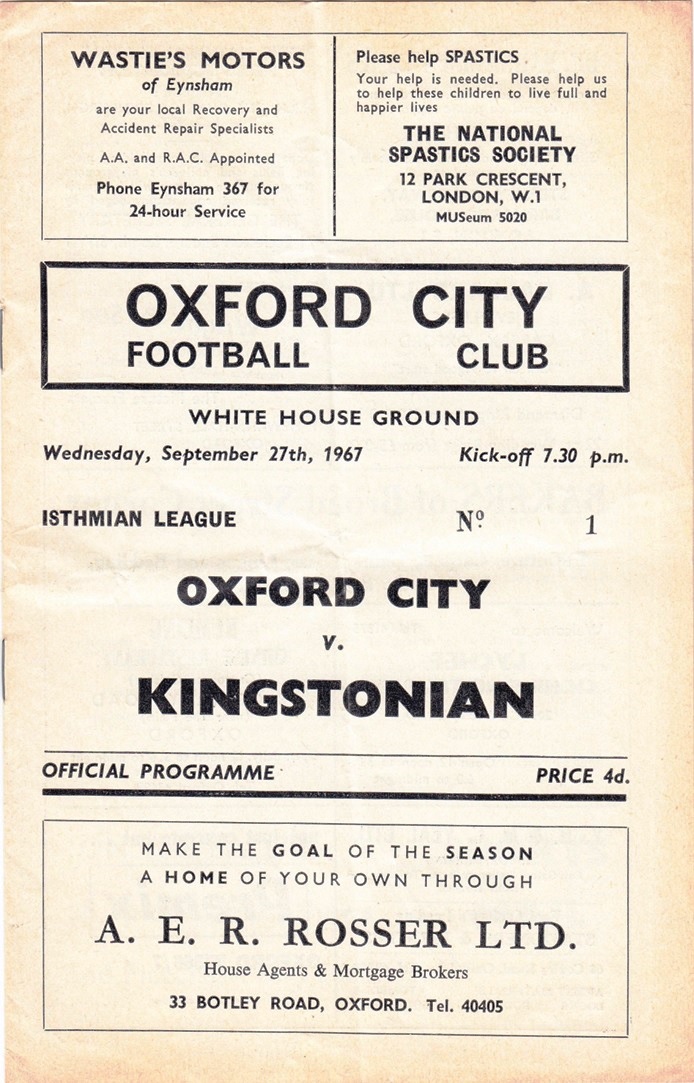 WASTIE'S MOTORS
of Eynsham
are your local Recovery and
Accident Repair Specialists
A.A. and R.A.C. Appointed
Phone Eynsham 367 for
24-hour Service
Please help SPASTICS
Your help is needed. Please help us
to help these children to live full and
happier lives
THE NATIONAL
SPASTICS SOCIETY
12 PARK CRESCENT,
LONDON, W.1
MUSeum 5020
OXFORD CITY
FOOTBALL CLUB
WHITE HOUSE GROUND
Wednesday, September 27th, 1967 Kick-off 7.30 p.m.
ISTHMIAN LEAGUE Nº 1
OXFORD CITY
v.
KINGSTONIAN
OFFICIAL PROGRAMME PRICE 4d.
MAKE THE GOAL OF THE SEASON
A HOME OF YOUR OWN THROUGH
A. E. R. ROSSER LTD.
House Agents & Mortgage Brokers
33 BOTLEY ROAD, OXFORD. Tel. 40405